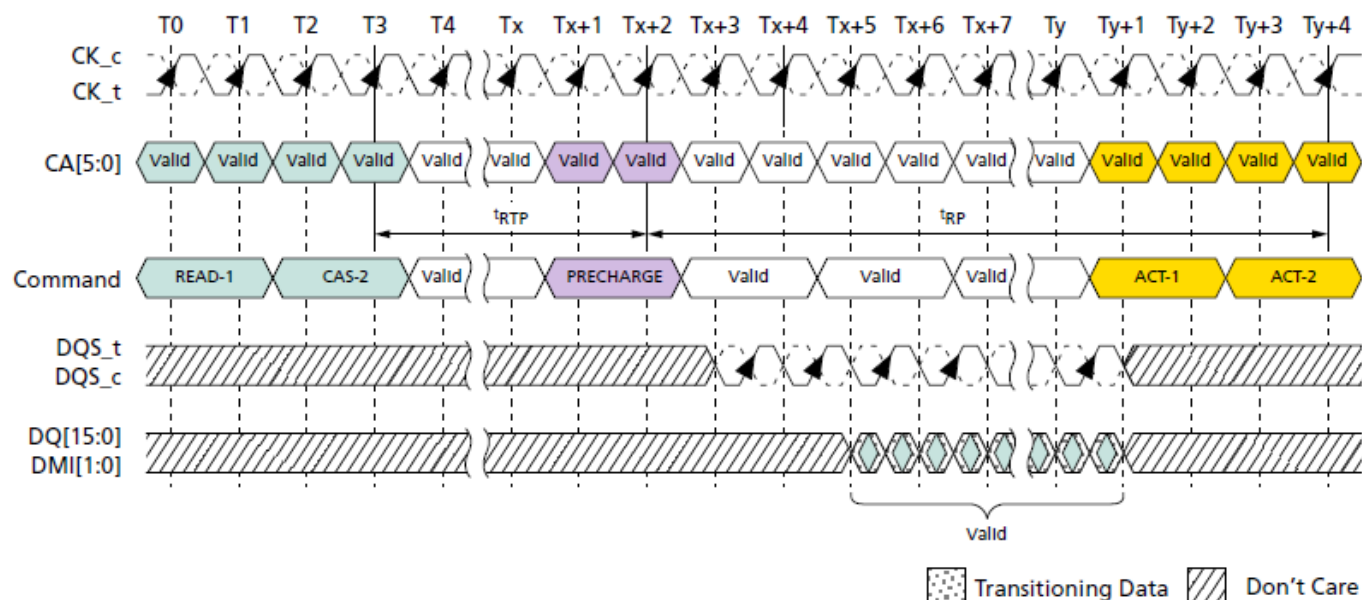 T0 T1 T2 T3 T4 Tx Tx+1 Tx+2 Tx+3 Tx+4 Tx+5 Tx+6 Tx+7 Ty Ty+1 Ty+2 Ty+3 Ty+4
CK_c
CK_t
CA[5:0] Valid Valid Valid Valid Valid Valid Valid Valid Valid Valid Valid Valid Valid Valid Valid Valid Valid Valid
tRTP tRP
Command READ-1 CAS-2 Valid PRECHARGE Valid Valid Valid ACT-1 ACT-2
DQS_t
DQS_c
DQ[15:0]
DMI[1:0]
Valid
Transitioning Data Don't Care